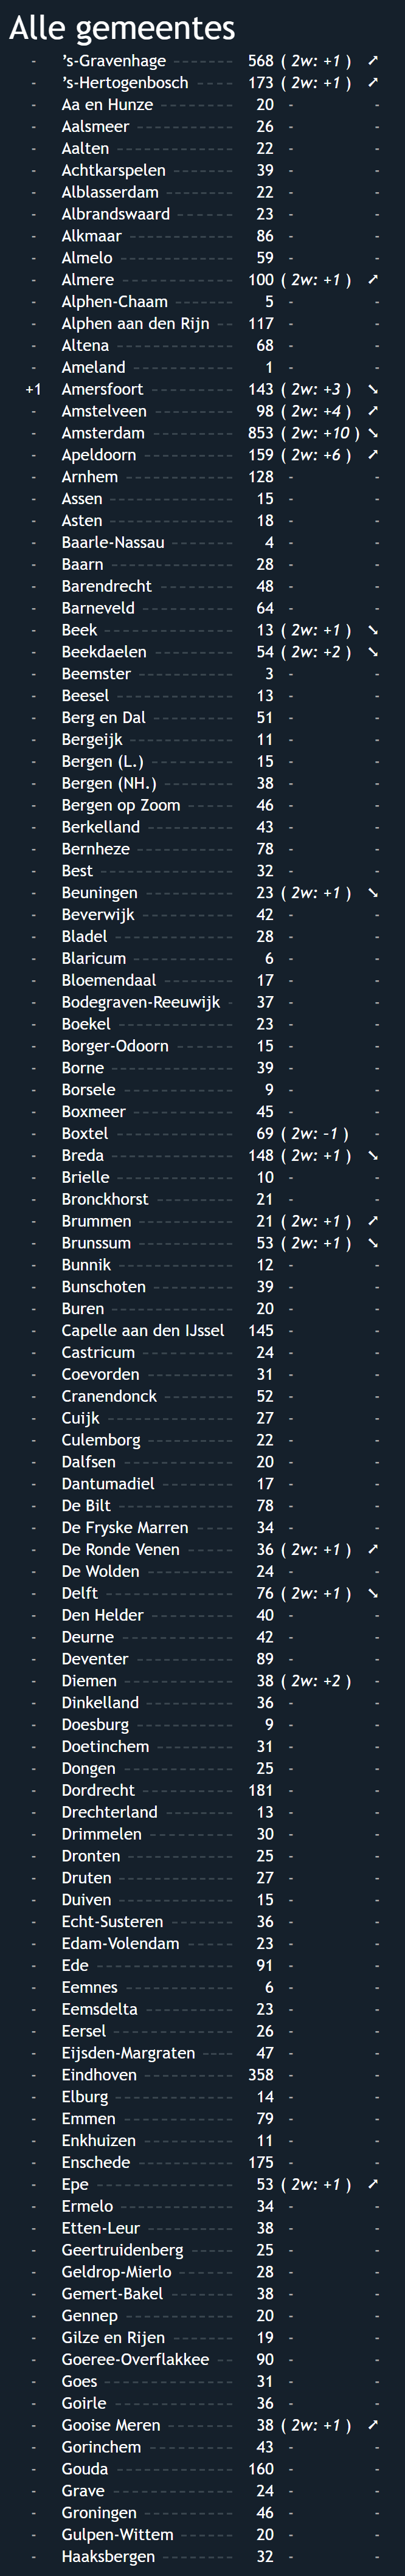 Alle gemeentes
- ’s-Gravenhage ------- 568 ( 2w: +1 ) ➚
- ’s-Hertogenbosch ----- 173 ( 2w: +1 ) ➚
- Aa en Hunze -------- 20 - -
- Aalsmeer ---------- 26 - -
- Aalten ------------ 22 - -
- Achtkarspelen ------- 39 - -
- Alblasserdam -------- 22 - -
- Albrandswaard ------ 23 - -
- Alkmaar ----------- 86 - -
- Almelo ------------ 59 - -
- Almere ------------ 100 ( 2w: +1 ) ➚
- Alphen-Chaam ------- 5 - -
- Alphen aan den Rijn -- 117 - -
- Altena ------------ 68 - -
- Ameland ----------- 1 - -
+1 Amersfoort --------- 143 ( 2w: +3 ) ➘
- Amstelveen --------- 98 ( 2w: +4 ) ➚
- Amsterdam --------- 853 ( 2w: +10 ) ➘
- Apeldoorn ---------- 159 ( 2w: +6 ) ➚
- Arnhem ----------- 128 - -
- Assen ------------- 15 - -
- Asten ------------- 18 - -
- Baarle-Nassau ------- 4 - -
- Baarn ------------- 28 - -
- Barendrecht -------- 48 - -
- Barneveld ---------- 64 - -
- Beek -------------- 13 ( 2w: +1 ) ➘
- Beekdaelen --------- 54 ( 2w: +2 ) ➘
- Beemster ---------- 3 - -
- Beesel ------------ 13 - -
- Berg en Dal --------- 51 - -
- Bergeijk ----------- 11 - -
- Bergen (L.) --------- 15 - -
- Bergen (NH.) -------- 38 - -
- Bergen op Zoom ----- 46 - -
- Berkelland --------- 43 - -
- Bernheze ---------- 78 - -
- Best -------------- 32 - -
- Beuningen --------- 23 ( 2w: +1 ) ➘
- Beverwijk ---------- 42 - -
- Bladel ------------ 28 - -
- Blaricum ----------- 6 - -
- Bloemendaal ------- 17 - -
- Bodegraven-Reeuwijk - 37 - -
- Boekel ------------ 23 - -
- Borger-Odoorn ------ 15 - -
- Borne ------------- 39 - -
- Borsele ------------ 9 - -
- Boxmeer ----------- 45 - -
- Boxtel ------------ 69 ( 2w: -1 ) -
- Breda ------------- 148 ( 2w: +1 ) ➘
- Brielle ------------ 10 - -
- Bronckhorst -------- 21 - -
- Brummen ---------- 21 ( 2w: +1 ) ➚
- Brunssum ---------- 53 ( 2w: +1 ) ➘
- Bunnik ------------ 12 - -
- Bunschoten --------- 39 - -
- Buren ------------- 20 - -
- Capelle aan den IJssel 145 - -
- Castricum ---------- 24 - -
- Coevorden --------- 31 - -
- Cranendonck ------- 52 - -
- Cuijk ------------- 27 - -
- Culemborg --------- 22 - -
- Dalfsen ------------ 20 - -
- Dantumadiel -------- 17 - -
- De Bilt ------------ 78 - -
- De Fryske Marren ---- 34 - -
- De Ronde Venen ----- 36 ( 2w: +1 ) ➚
- De Wolden --------- 24 - -
- Delft ------------- 76 ( 2w: +1 ) ➘
- Den Helder --------- 40 - -
- Deurne ------------ 42 - -
- Deventer ---------- 89 - -
- Diemen ----------- 38 ( 2w: +2 ) -
- Dinkelland --------- 36 - -
- Doesburg ---------- 9 - -
- Doetinchem -------- 31 - -
- Dongen ----------- 25 - -
- Dordrecht ---------- 181 - -
- Drechterland ------- 13 - -
- Drimmelen --------- 30 - -
- Dronten ----------- 25 - -
- Druten ------------ 27 - -
- Duiven ------------ 15 - -
- Echt-Susteren ------- 36 - -
- Edam-Volendam ----- 23 - -
- Ede -------------- 91 - -
- Eemnes ----------- 6 - -
- Eemsdelta --------- 23 - -
- Eersel ------------ 26 - -
- Eijsden-Margraten ---- 47 - -
- Eindhoven --------- 358 - -
- Elburg ------------ 14 - -
- Emmen ----------- 79 - -
- Enkhuizen --------- 11 - -
- Enschede ---------- 175 - -
- Epe -------------- 53 ( 2w: +1 ) ➚
- Ermelo ------------ 34 - -
- Etten-Leur --------- 38 - -
- Geertruidenberg ----- 25 - -
- Geldrop-Mierlo ------ 28 - -
- Gemert-Bakel ------- 38 - -
- Gennep ----------- 20 - -
- Gilze en Rijen ------- 19 - -
- Goeree-Overflakkee -- 90 - -
- Goes ------------- 31 - -
- Goirle ------------ 36 - -
- Gooise Meren ------- 38 ( 2w: +1 ) ➚
- Gorinchem --------- 43 - -
- Gouda ------------ 160 - -
- Grave ------------- 24 - -
- Groningen --------- 46 - -
- Gulpen-Wittem ------ 20 - -
- Haaksbergen ------- 32 - -